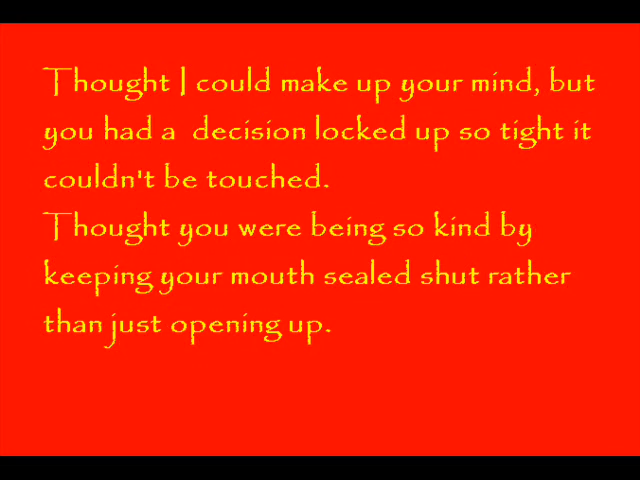 Thought I could make up your mind, but
you had a decision locked up so tight it
couldn't be touched.
Thought you were being so kind by
keeping your mouth sealed shut rather
than just opening up.